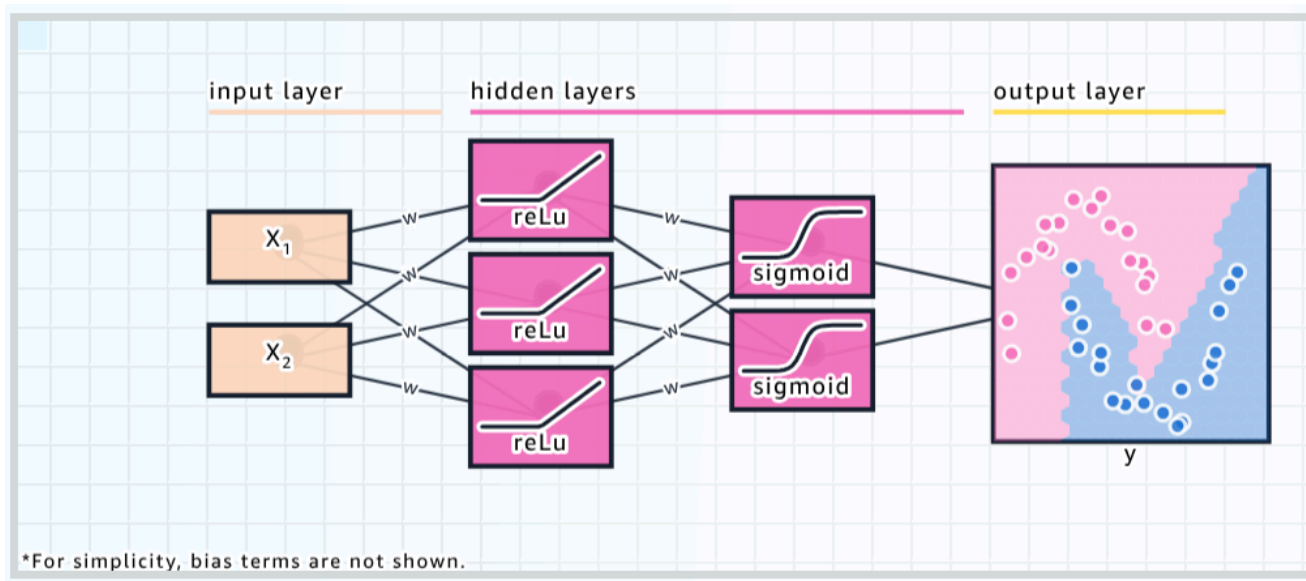 input layer
hidden layers
output layer
X1
X2
w
w
w
w
reLu
reLu
reLu
w
w
w
w
sigmoid
sigmoid
y
*For simplicity, bias terms are not shown.